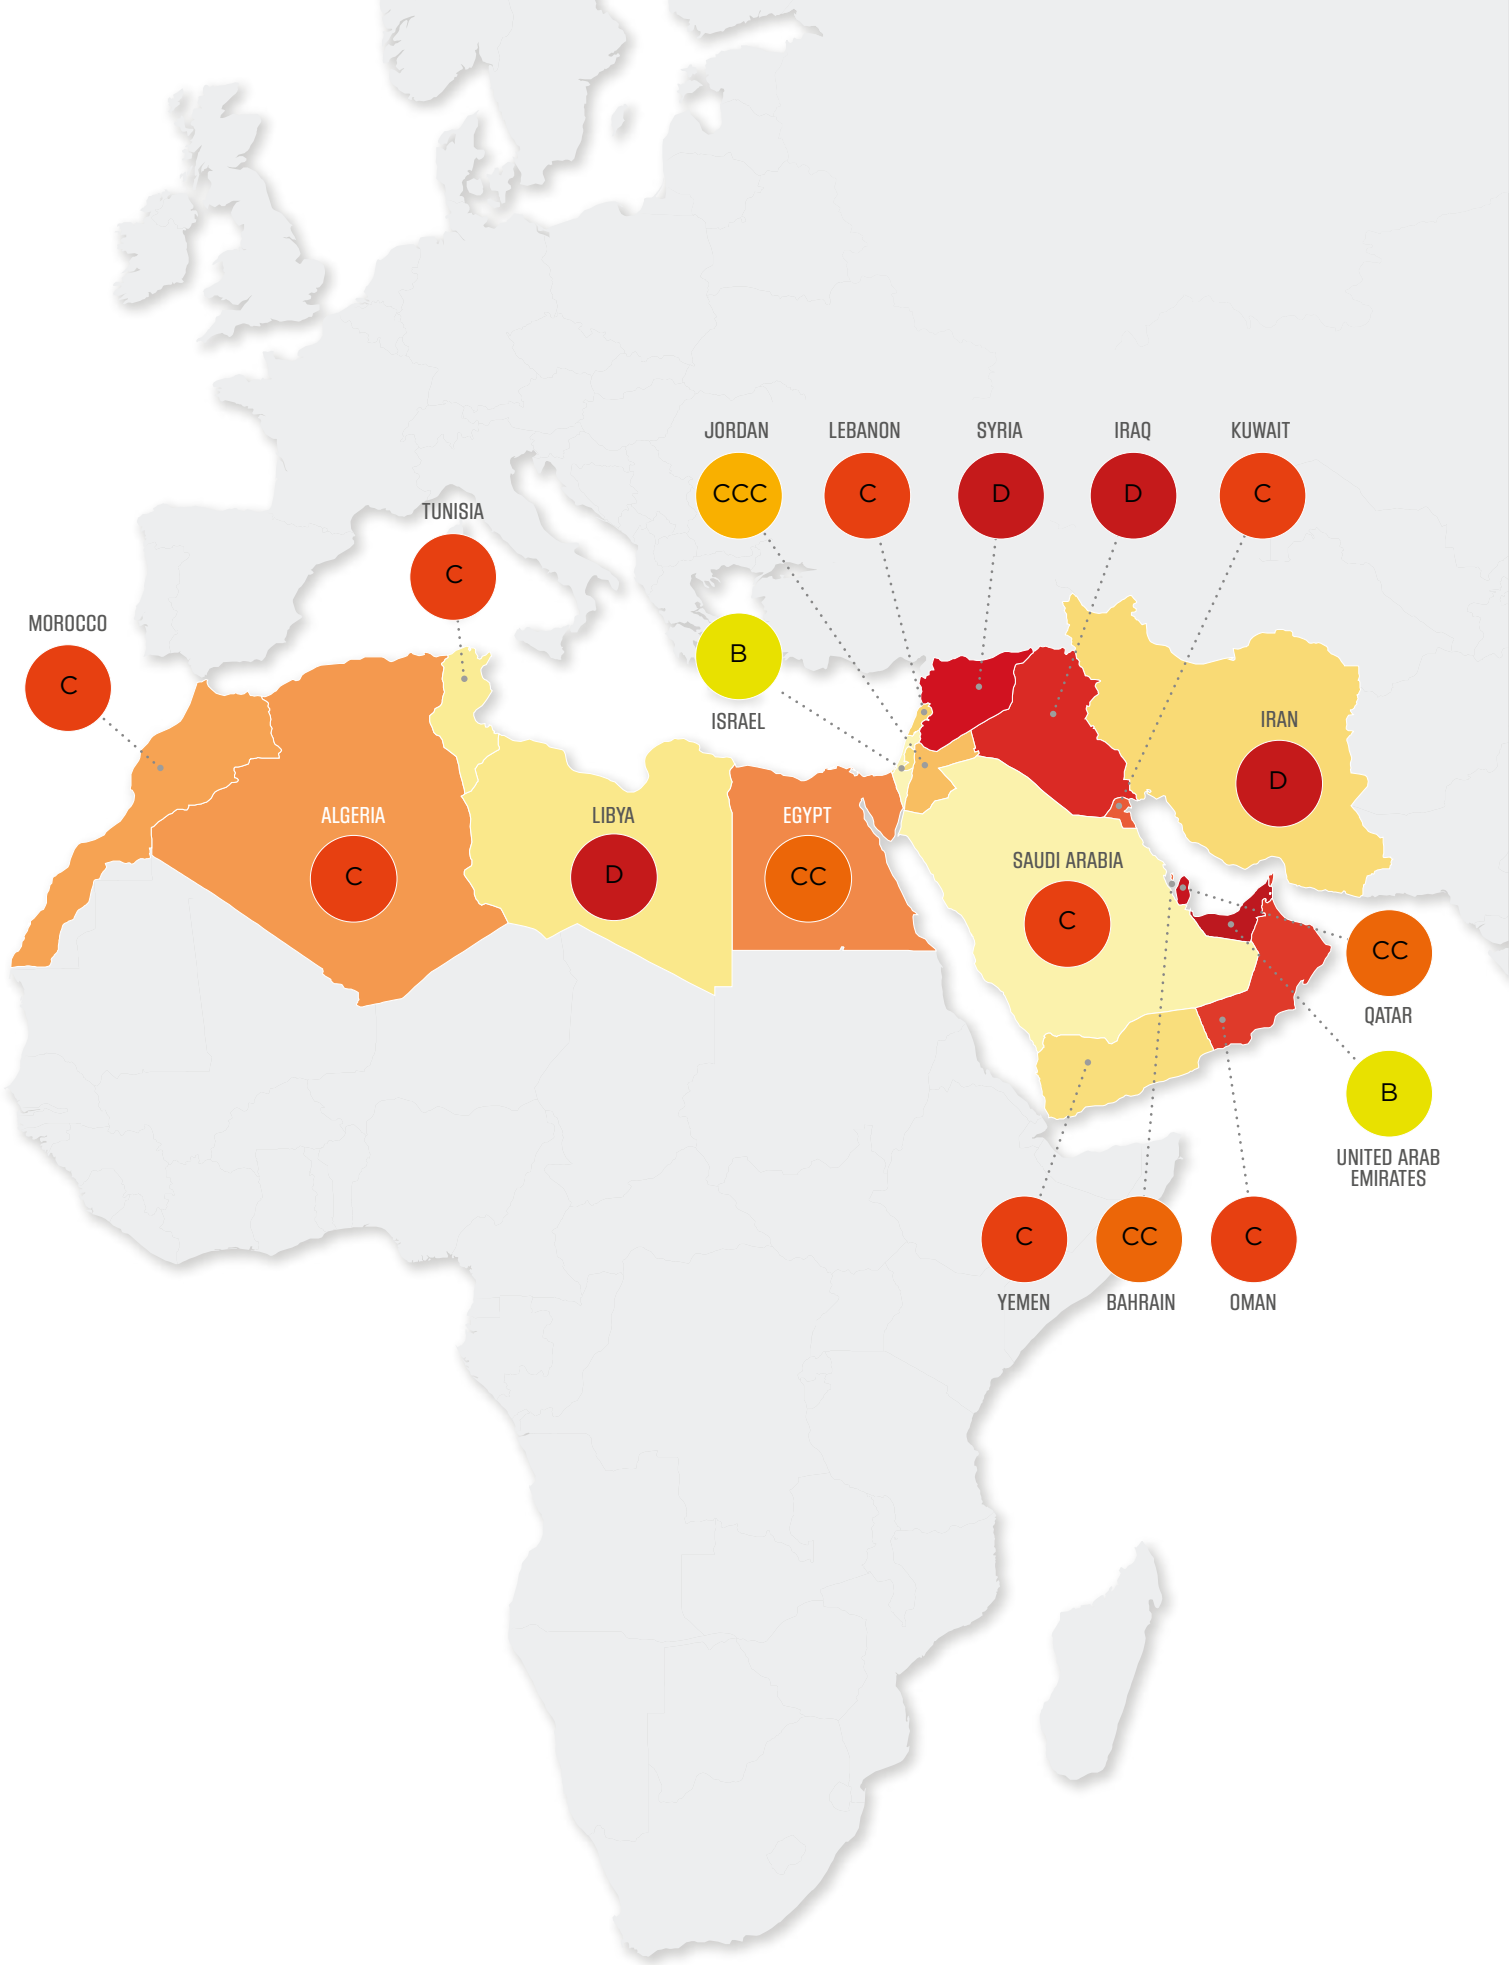 JORDAN
CCC
LEBANON
C
SYRIA
D
IRAQ
D
KUWAIT
C
TUNISIA
C
MOROCCO
C
B
ISRAEL
IRAN
D
ALGERIA
C
LIBYA
D
EGYPT
CC
SAUDI ARABIA
C
CC
QATAR
B
UNITED ARAB
EMIRATES
C
YEMEN
CC
BAHRAIN
C
OMAN